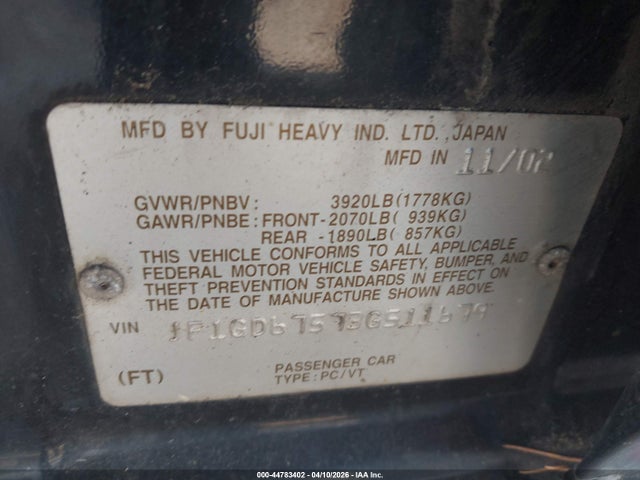 MFD BY FUJI HEAVY IND. LTD. JAPAN
MFD IN 11/02
GVWR/PNBV: 3920LB(1778KG)
GAWR/PNBE: FRONT-2070LB( 939KG)
REAR -1890LB( 857KG)
THIS VEHICLE CONFORMS TO ALL APPLICABLE
FEDERAL MOTOR VEHICLE SAFETY, BUMPER, AND
THEFT PREVENTION STANDARDS IN EFFECT ON
THE DATE OF MANUFACTURE SHOWN ABOVE.
VIN
(FT)
PASSENGER CAR
TYPE: PC/VT
000-44783402 - 04/10/2026 - IAA Inc.